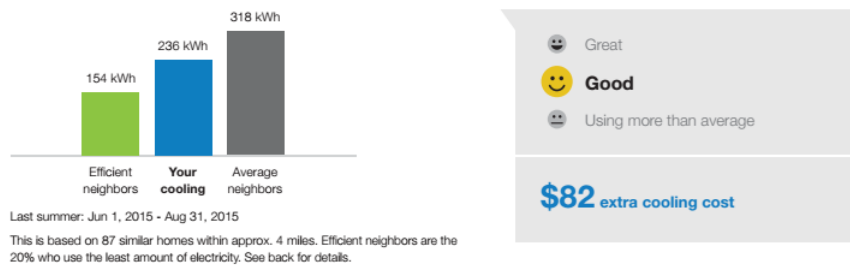 318 kWh
236 kWh
154 kWh
Efficient neighbors
Your cooling
Average neighbors
Last summer: Jun 1, 2015 - Aug 31, 2015
This is based on 87 similar homes within approx. 4 miles. Efficient neighbors are the
20% who use the least amount of electricity. See back for details.
Great
Good
Using more than average
$82 extra cooling cost